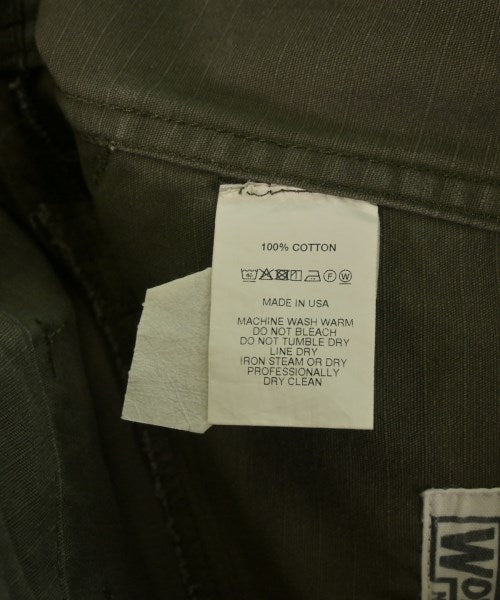 100% COTTON
MADE IN USA
MACHINE WASH WARM
DO NOT BLEACH
DO NOT TUMBLE DRY
LINE DRY
IRON STEAM OR DRY
PROFESSIONALLY
DRY CLEAN
WO